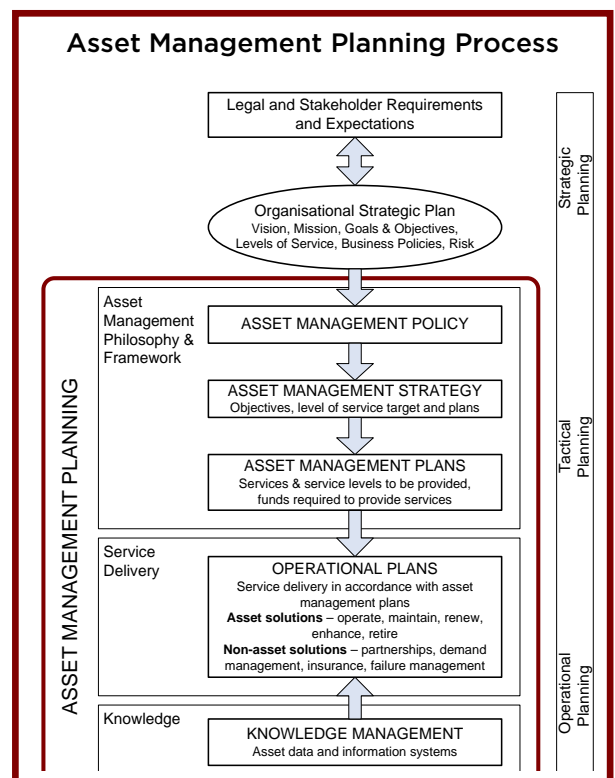 Asset Management Planning Process
Legal and Stakeholder Requirements
and Expectations
Organisational Strategic Plan
Vision, Mission, Goals & Objectives,
Levels of Service, Business Policies, Risk
Strategic
Planning
ASSET MANAGEMENT PLANNING
Asset
Management
Philosophy &
Framework
ASSET MANAGEMENT POLICY
ASSET MANAGEMENT STRATEGY
Objectives, level of service target and plans
ASSET MANAGEMENT PLANS
Services & service levels to be provided,
funds required to provide services
Tactical
Planning
Service
Delivery
OPERATIONAL PLANS
Service delivery in accordance with asset
management plans
Asset solutions – operate, maintain, renew,
enhance, retire
Non-asset solutions – partnerships, demand
management, insurance, failure management
Operational
Planning
Knowledge
KNOWLEDGE MANAGEMENT
Asset data and information systems